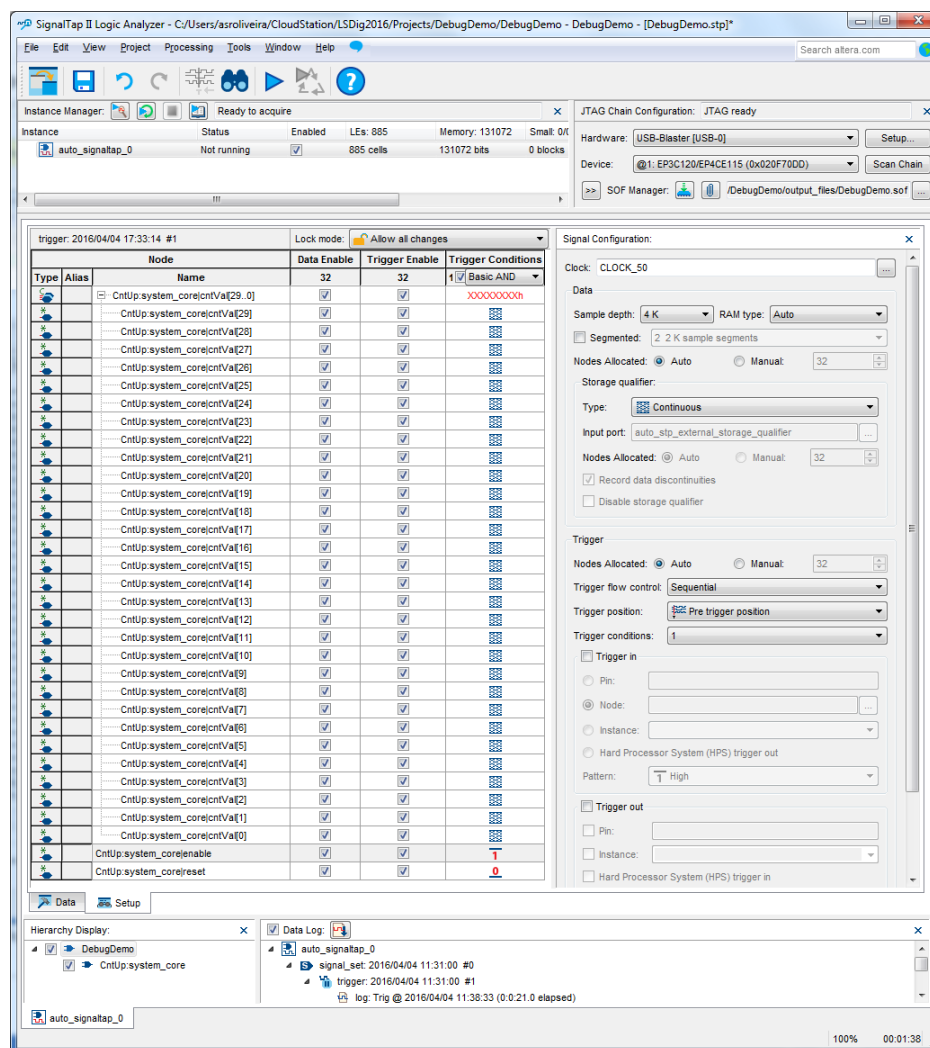 SignalTap II Logic Analyzer - C:/Users/asroliveira/CloudStation/LSDig2016/Projects/DebugDemo/DebugDemo - DebugDemo - [DebugDemo.stp]*
File Edit View Project Processing Tools Window Help
Search altera.com
Instance Manager: Ready to acquire
Instance Status Enabled LEs: 885 Memory: 131072 Small: 0/
auto_signaltap_0 Not running 885 cells 131072 bits 0 blocks
JTAG Chain Configuration: JTAG ready
Hardware: USB-Blaster [USB-0] Setup...
Device: @1: EP3C120/EP4CE115 (0x020F70DD) Scan Chain
>> SOF Manager: /DebugDemo/output_files/DebugDemo.sof ...
trigger: 2016/04/04 17:33:14 #1 Lock mode: Allow all changes
Node Data Enable Trigger Enable Trigger Conditions
Type Alias Name 32 32 1 Basic AND
CntUp:system_core|cntVal[29..0] XXXXXXXXh
CntUp:system_core|cntVal[29]
CntUp:system_core|cntVal[28]
CntUp:system_core|cntVal[27]
CntUp:system_core|cntVal[26]
CntUp:system_core|cntVal[25]
CntUp:system_core|cntVal[24]
CntUp:system_core|cntVal[23]
CntUp:system_core|cntVal[22]
CntUp:system_core|cntVal[21]
CntUp:system_core|cntVal[20]
CntUp:system_core|cntVal[19]
CntUp:system_core|cntVal[18]
CntUp:system_core|cntVal[17]
CntUp:system_core|cntVal[16]
CntUp:system_core|cntVal[15]
CntUp:system_core|cntVal[14]
CntUp:system_core|cntVal[13]
CntUp:system_core|cntVal[12]
CntUp:system_core|cntVal[11]
CntUp:system_core|cntVal[10]
CntUp:system_core|cntVal[9]
CntUp:system_core|cntVal[8]
CntUp:system_core|cntVal[7]
CntUp:system_core|cntVal[6]
CntUp:system_core|cntVal[5]
CntUp:system_core|cntVal[4]
CntUp:system_core|cntVal[3]
CntUp:system_core|cntVal[2]
CntUp:system_core|cntVal[1]
CntUp:system_core|cntVal[0]
CntUp:system_core|enable 1
CntUp:system_core|reset 0
Signal Configuration:
Clock: CLOCK_50 ...
Data
Sample depth: 4 K RAM type: Auto
Segmented: 2 2 K sample segments
Nodes Allocated: Auto Manual: 32
Storage qualifier:
Type: Continuous
Input port: auto_stp_external_storage_qualifier ...
Nodes Allocated: Auto Manual: 32
Record data discontinuities
Disable storage qualifier
Trigger
Nodes Allocated: Auto Manual: 32
Trigger flow control: Sequential
Trigger position: Pre trigger position
Trigger conditions: 1
Trigger in
Pin:
Node: ...
Instance:
Hard Processor System (HPS) trigger out
Pattern: 1 High
Trigger out
Pin:
Instance:
Hard Processor System (HPS) trigger in
Data Setup
Hierarchy Display:
DebugDemo
CntUp:system_core
Data Log:
auto_signaltap_0
signal_set: 2016/04/04 11:31:00 #0
trigger: 2016/04/04 11:31:00 #1
log: Trig @ 2016/04/04 11:38:33 (0:0:21.0 elapsed)
auto_signaltap_0
100% 00:01:38